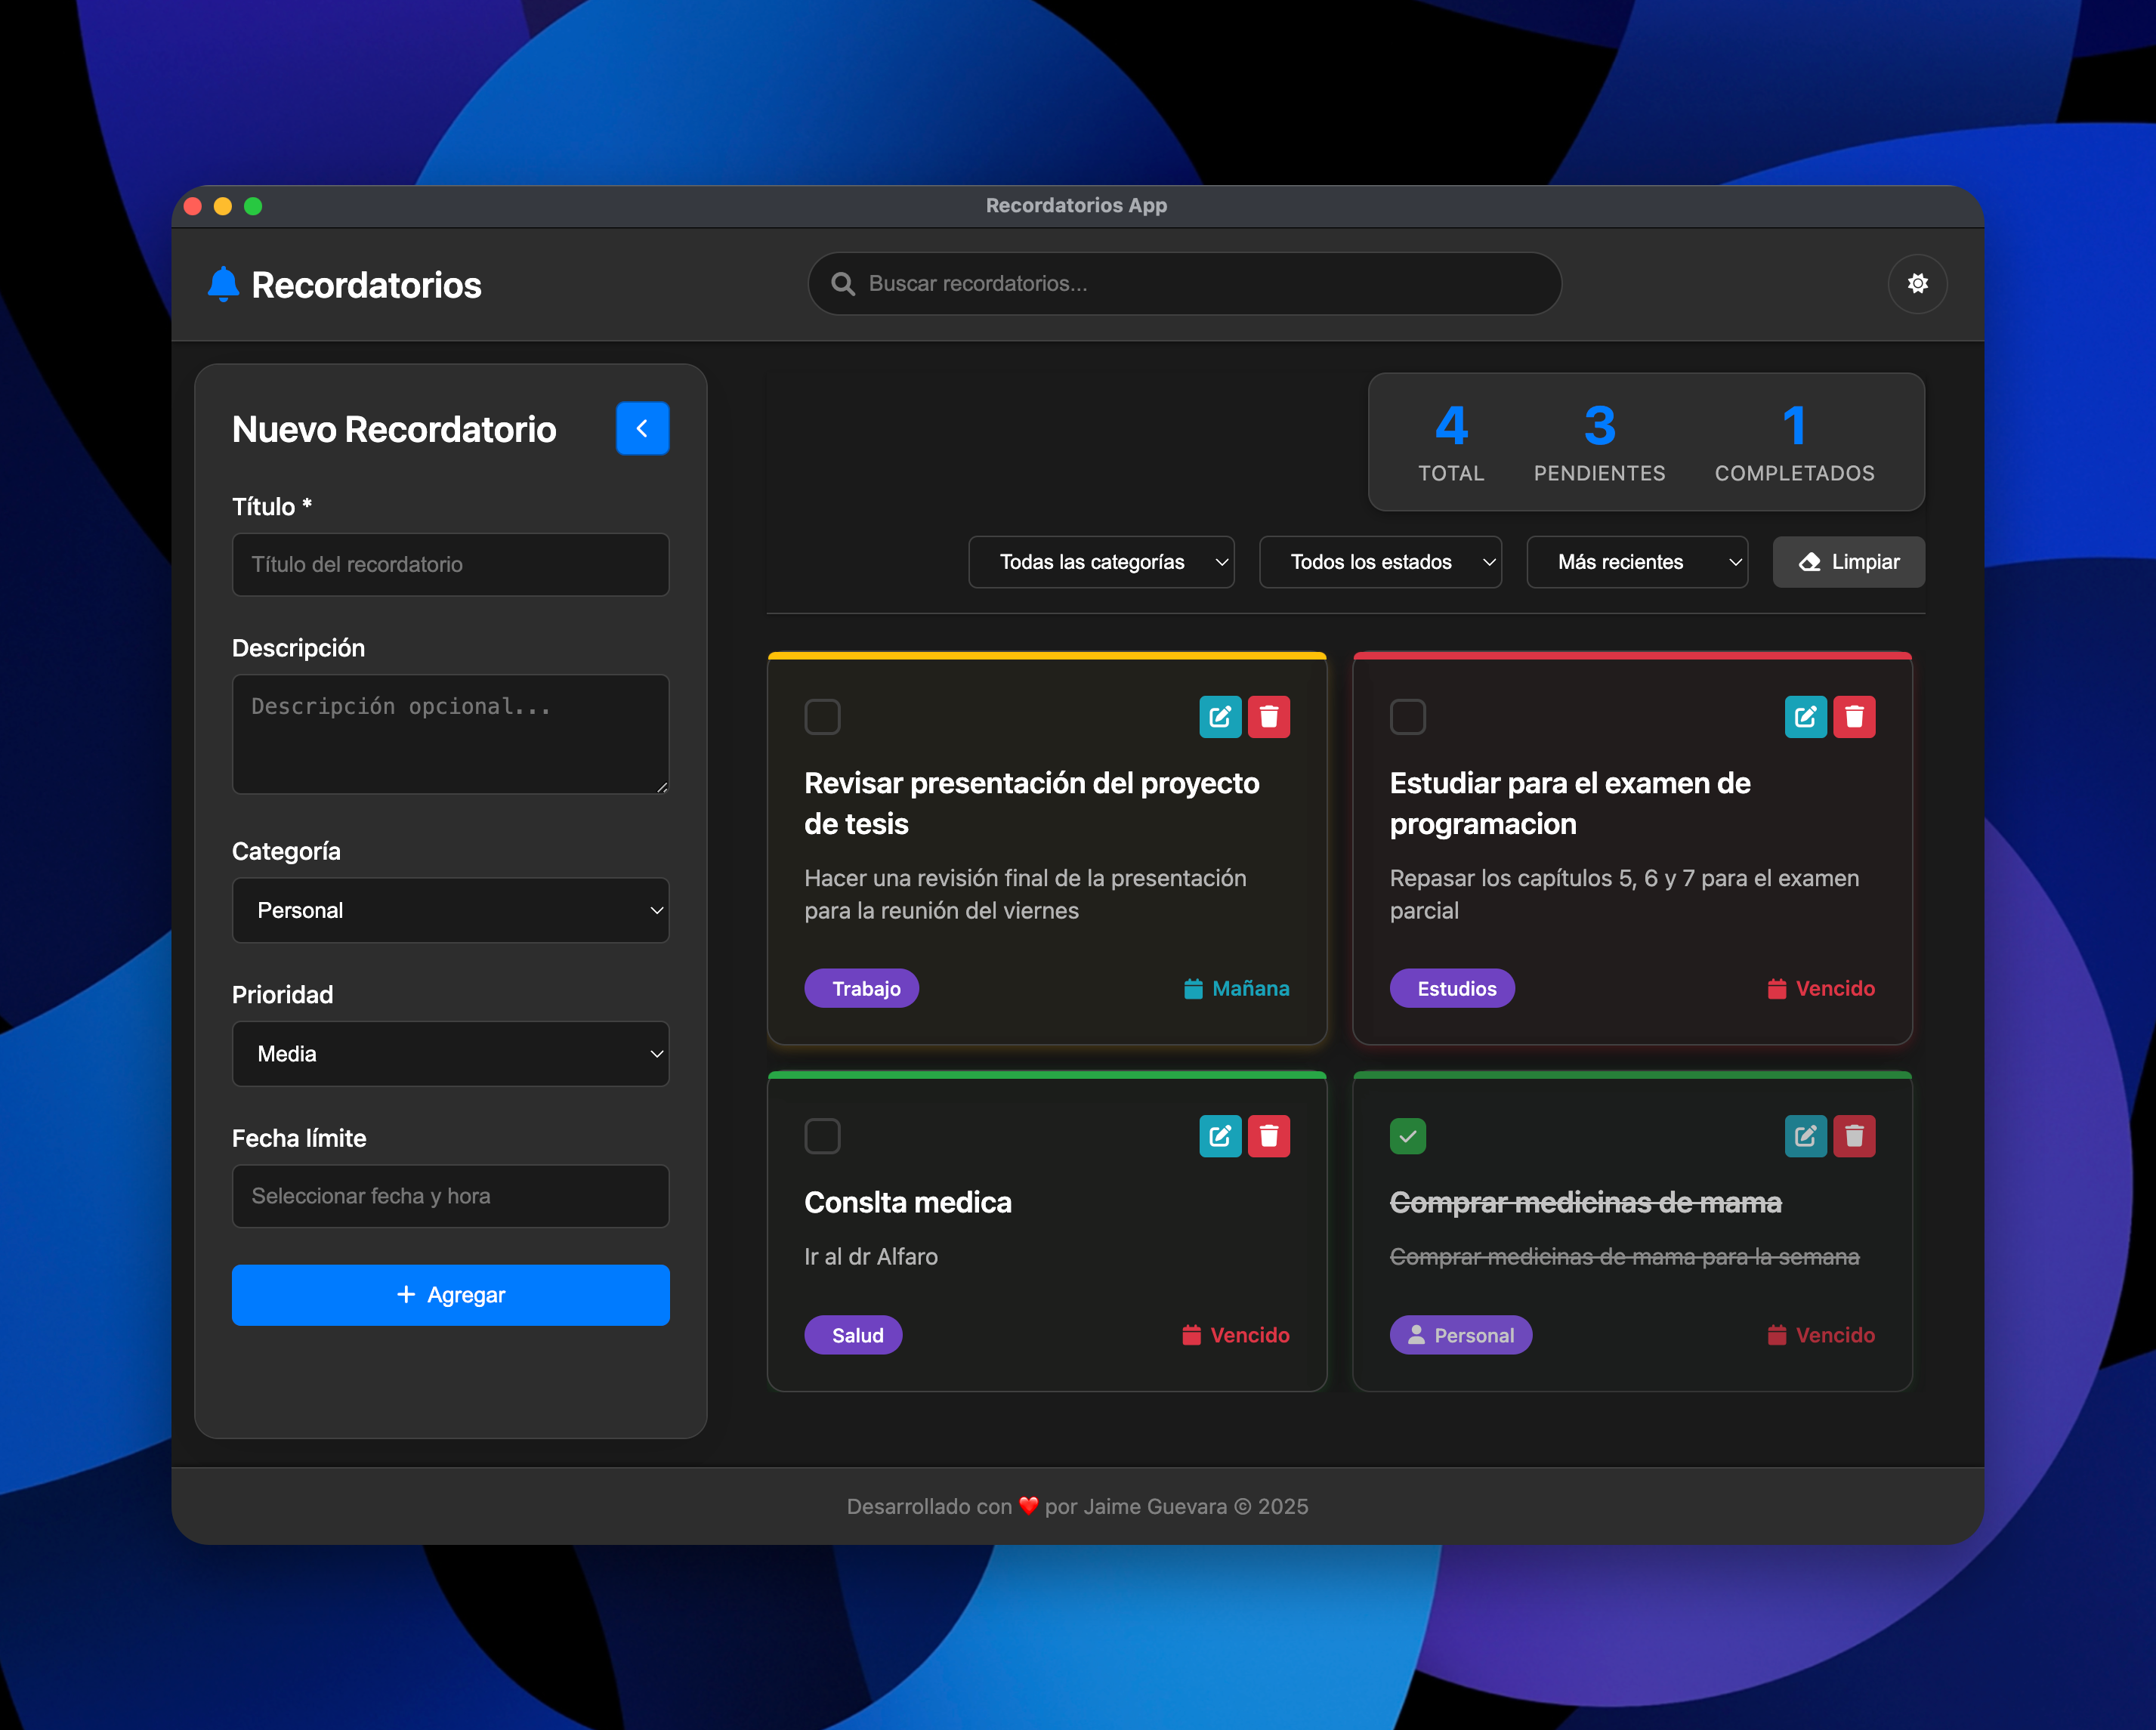 Recordatorios App
Recordatorios
Buscar recordatorios...
Nuevo Recordatorio
Título *
Título del recordatorio
Descripción
Descripción opcional...
Categoría
Personal
Prioridad
Media
Fecha límite
Seleccionar fecha y hora
+ Agregar
4 3 1
TOTAL PENDIENTES COMPLETADOS
Todas las categorías Todos los estados Más recientes Limpiar
Revisar presentación del proyecto
de tesis
Hacer una revisión final de la presentación
para la reunión del viernes
Trabajo Mañana
Estudiar para el examen de
programacion
Repasar los capítulos 5, 6 y 7 para el examen
parcial
Estudios Vencido
Conslta medica
Ir al dr Alfaro
Salud Vencido
Comprar medicinas de mama
Comprar medicinas de mama para la semana
Personal Vencido
Desarrollado con ❤️ por Jaime Guevara © 2025